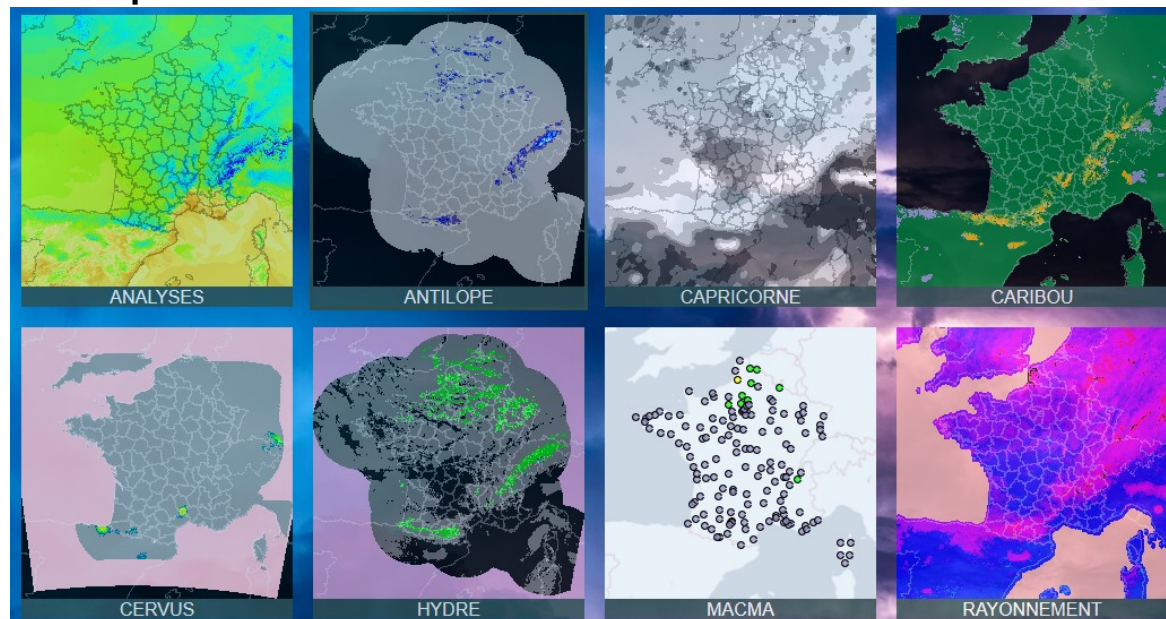 ANALYSES
ANTILOPE
CAPRICORNE
CARIBOU
CERVUS
HYDRE
MACMA
RAYONNEMENT